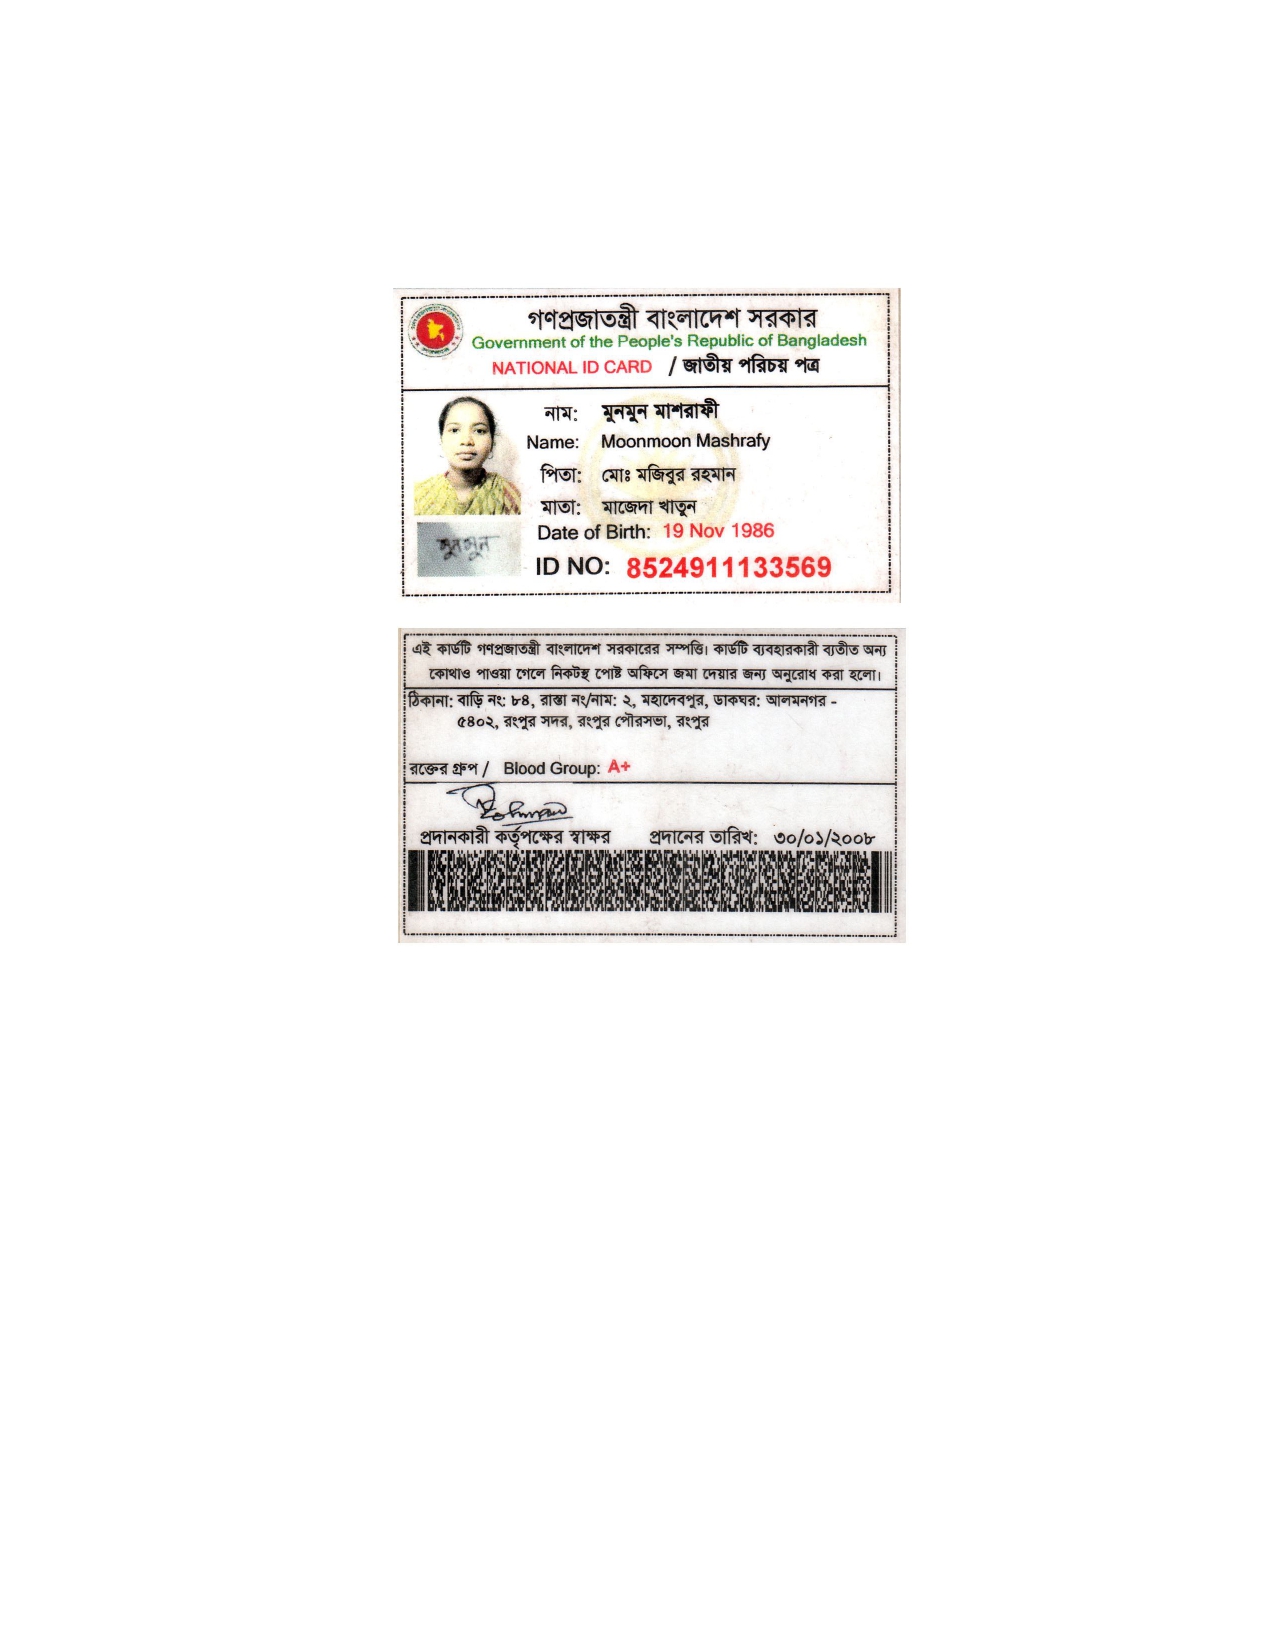 গণপ্রজাতন্ত্রী বাংলাদেশ সরকার
Government of the People's Republic of Bangladesh
NATIONAL ID CARD / জাতীয় পরিচয় পত্র
নাম: মুনমুন মাশরাফী
Name: Moonmoon Mashrafy
পিতা: মোঃ মজিবুর রহমান
মাতা: মাজেদা খাতুন
Date of Birth: 19 Nov 1986
মুনমুন
ID NO: 8524911133569
এই কার্ডটি গণপ্রজাতন্ত্রী বাংলাদেশ সরকারের সম্পত্তি। কার্ডটি ব্যবহারকারী ব্যতীত অন্য
কোথাও পাওয়া গেলে নিকটস্থ পোষ্ট অফিসে জমা দেয়ার জন্য অনুরোধ করা হলো।
ঠিকানা: বাড়ি নং: ৮৪, রাস্তা নং/নাম: ২, মহাদেবপুর, ডাকঘর: আলমনগর -
৫৪০২, রংপুর সদর, রংপুর পৌরসভা, রংপুর
রক্তের গ্রুপ / Blood Group: A+
প্রদানকারী কর্তৃপক্ষের স্বাক্ষর প্রদানের তারিখ: ৩০/০১/২০০৮